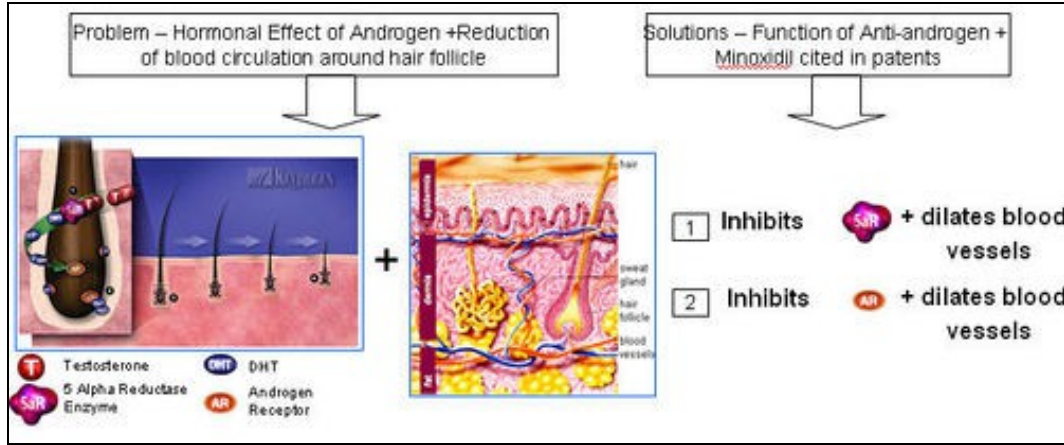 Problem – Hormonal Effect of Androgen +Reduction
of blood circulation around hair follicle
Solutions – Function of Anti-androgen +
Minoxidil cited in patents
hair
epidermis
dermis
fat
sweat
gland
hair
follicle
blood
vessels
+
1 Inhibits 5aR + dilates blood
vessels
2 Inhibits AR + dilates blood
vessels
T Testosterone
DHT DHT
5aR 5 Alpha Reductase
Enzyme
AR Androgen
Receptor